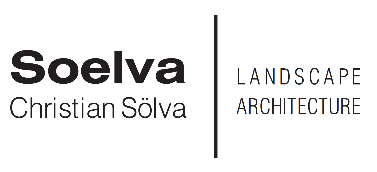 Soelva
Christian Sölva
LANDSCAPE
ARCHITECTURE